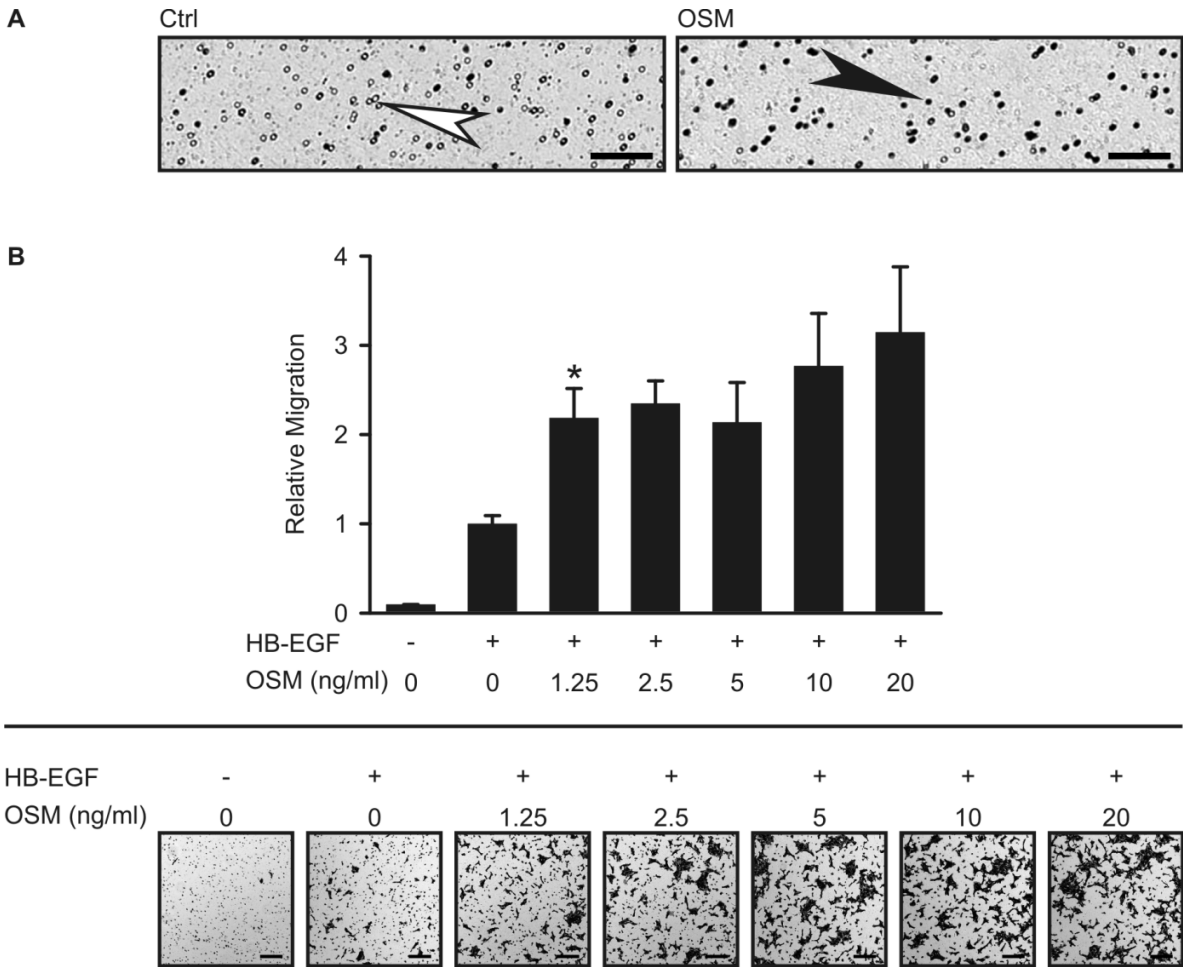 A
Ctrl OSM
B
4
3
2
1
0
Relative Migration
*
HB-EGF - + + + + + +
OSM (ng/ml) 0 0 1.25 2.5 5 10 20
HB-EGF - + + + + + +
OSM (ng/ml) 0 0 1.25 2.5 5 10 20